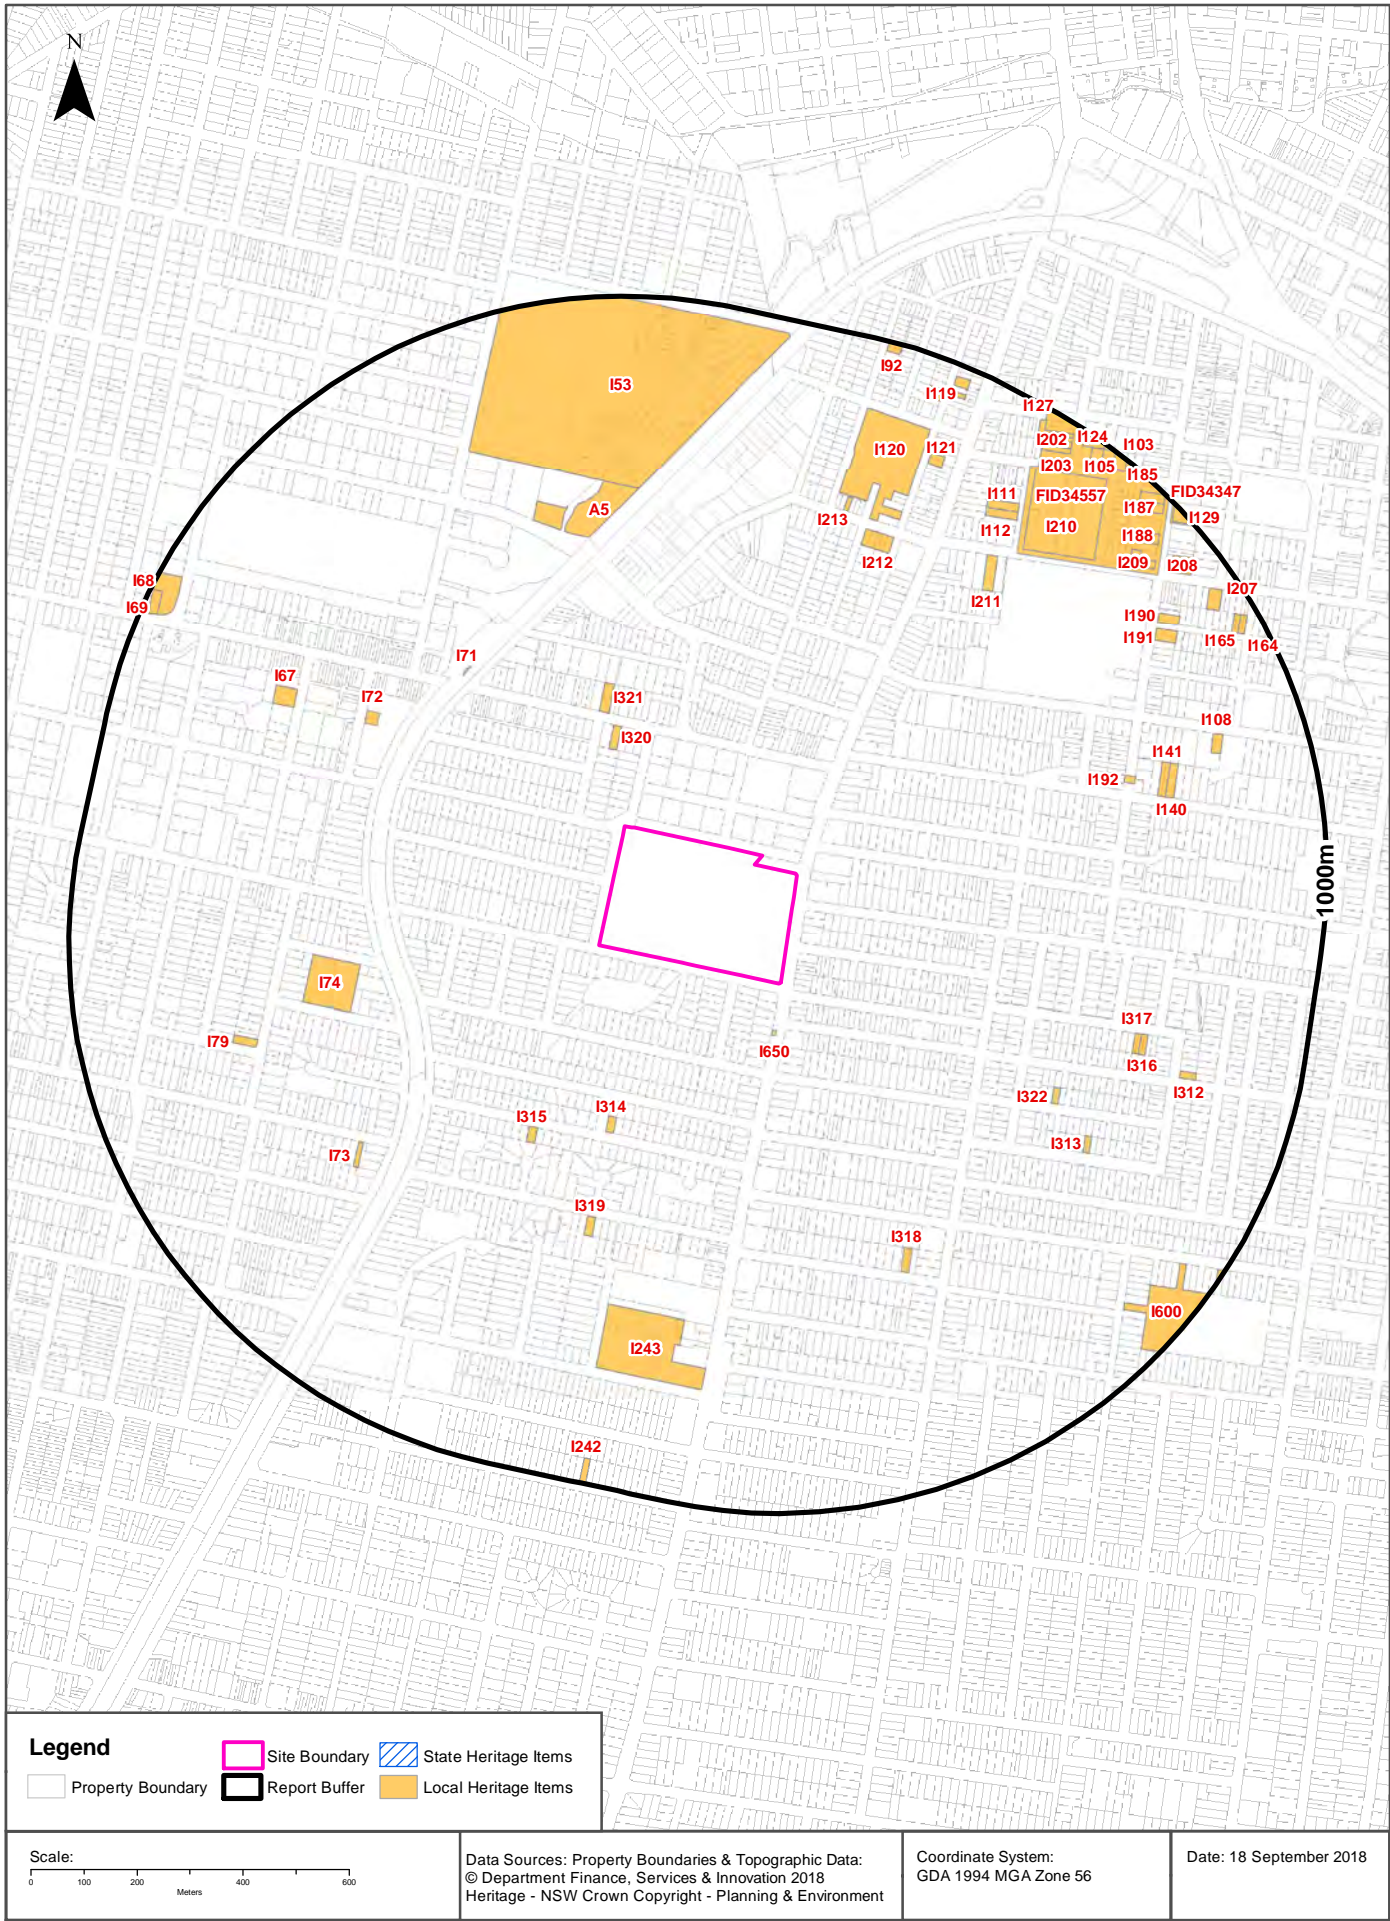 N
I53
I92
I119
I127
I202
I124
I103
I120
I121
I203
I105
I185
FID34557
FID34347
I111
I187
A5
I213
I129
I112
I210
I188
I212
I209
I208
I68
I211
I207
I69
I190
I191
I165
I164
I71
I67
I72
I321
I108
I320
I141
I192
I140
1000m
I74
I317
I79
I650
I316
I312
I322
I315
I314
I313
I73
I319
I318
I600
I243
I242
Legend
Site Boundary
State Heritage Items
Property Boundary
Report Buffer
Local Heritage Items
Scale:
0 100 200 400 600
Meters
Data Sources: Property Boundaries & Topographic Data:
© Department Finance, Services & Innovation 2018
Heritage - NSW Crown Copyright - Planning & Environment
Coordinate System:
GDA 1994 MGA Zone 56
Date: 18 September 2018